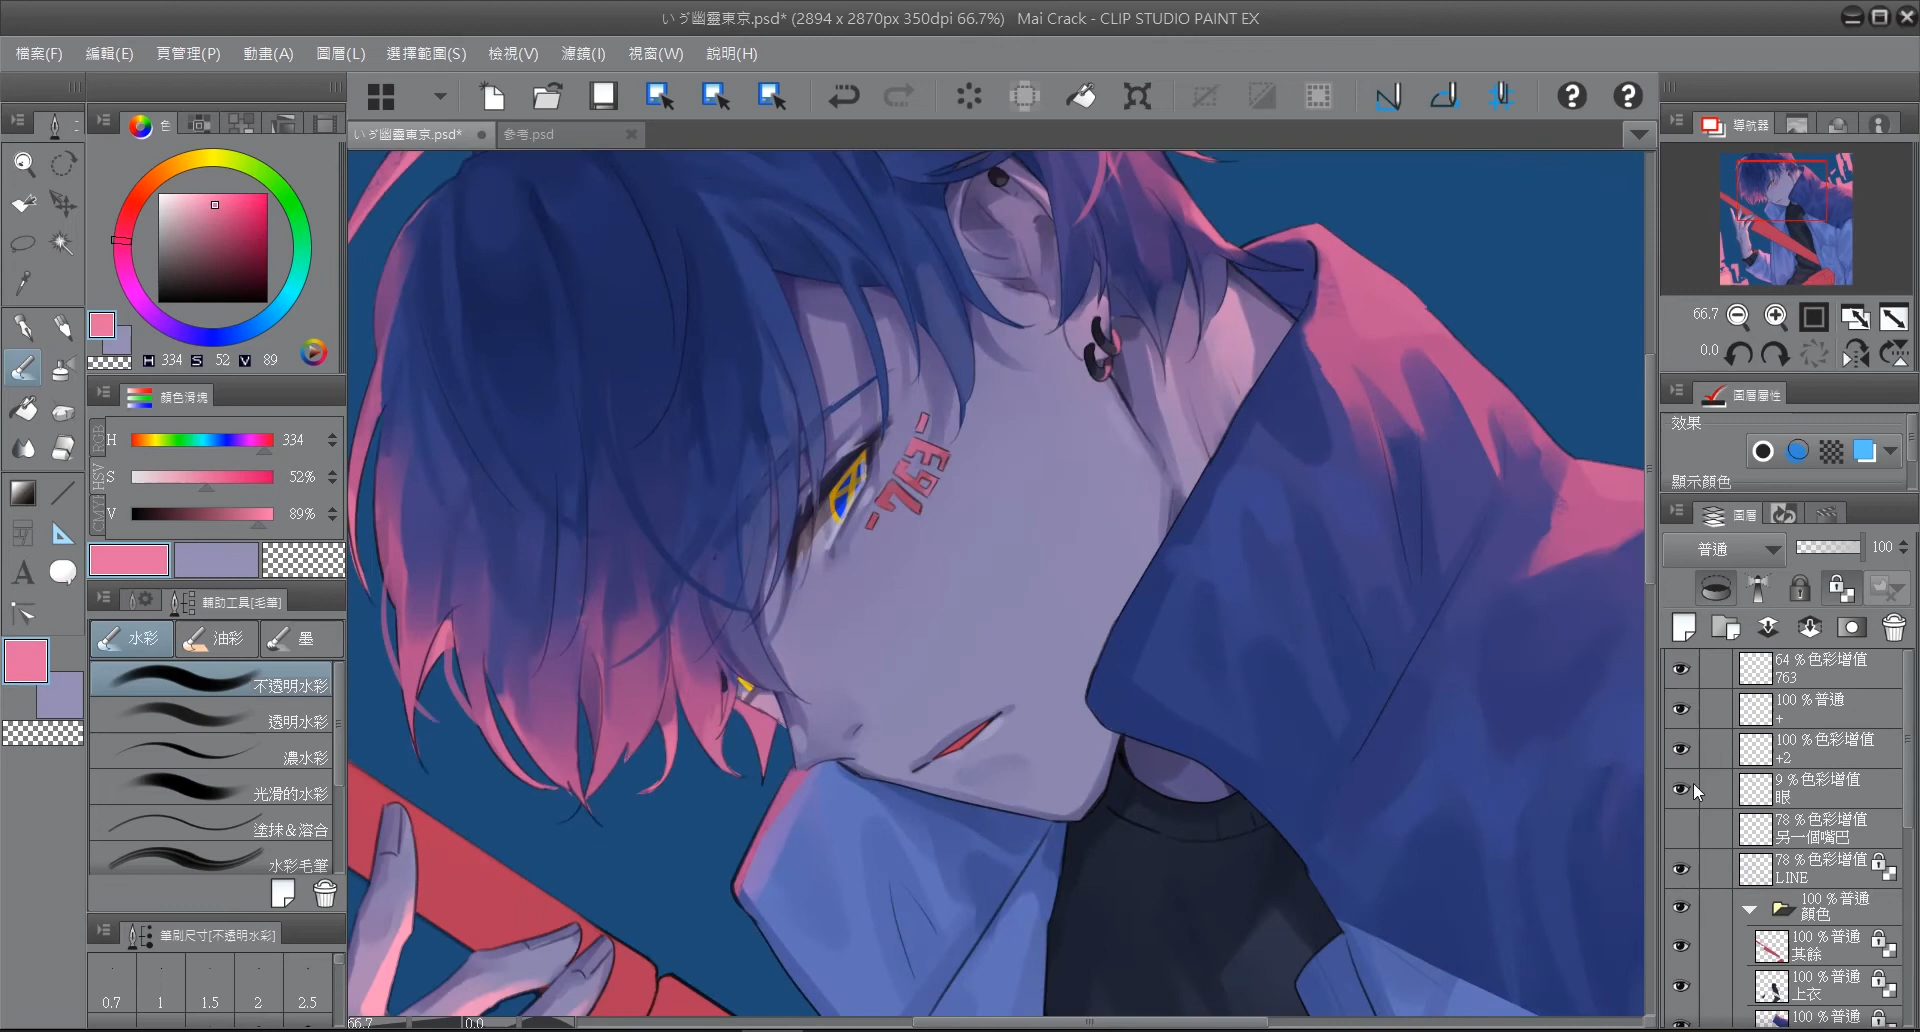 いゔ幽靈東京.psd* (2894 x 2870px 350dpi 66.7%)   Mai Crack - CLIP STUDIO PAINT EX
檔案(F) 編輯(E) 頁管理(P) 動畫(A) 圖層(L) 選擇範圍(S) 檢視(V) 濾鏡(I) 視窗(W) 說明(H)
いゔ幽靈東京.psd*
參考.psd
色
H 334 S 52 V 89
顏色滑塊
RGB
HSV
H 334
S 52%
V 89%
輔助工具[毛筆]
水彩 油彩 墨
不透明水彩
透明水彩
濃水彩
光滑的水彩
塗抹&溶合
水彩毛筆
筆刷尺寸[不透明水彩]
0.7 1 1.5 2 2.5
-763-
66.7 0.0
導航器
66.7
0.0
圖層屬性
效果
顯示顏色
圖層
普通 100
64 %色彩增值
763
100 %普通
+
100 %色彩增值
+2
9 %色彩增值
眼
78 %色彩增值
另一個嘴巴
78 %色彩增值
LINE
100 %普通
顏色
100 %普通
其餘
100 %普通
上衣
100 %普通